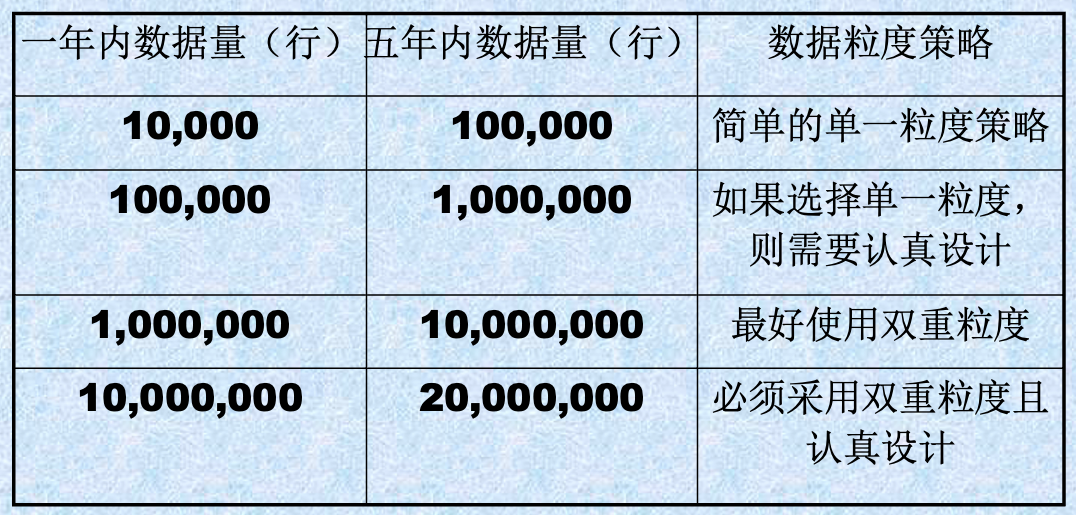 一年内数据量（行） 五年内数据量（行） 数据粒度策略
10,000 100,000 简单的单一粒度策略
100,000 1,000,000 如果选择单一粒度，
则需要认真设计
1,000,000 10,000,000 最好使用双重粒度
10,000,000 20,000,000 必须采用双重粒度且
认真设计